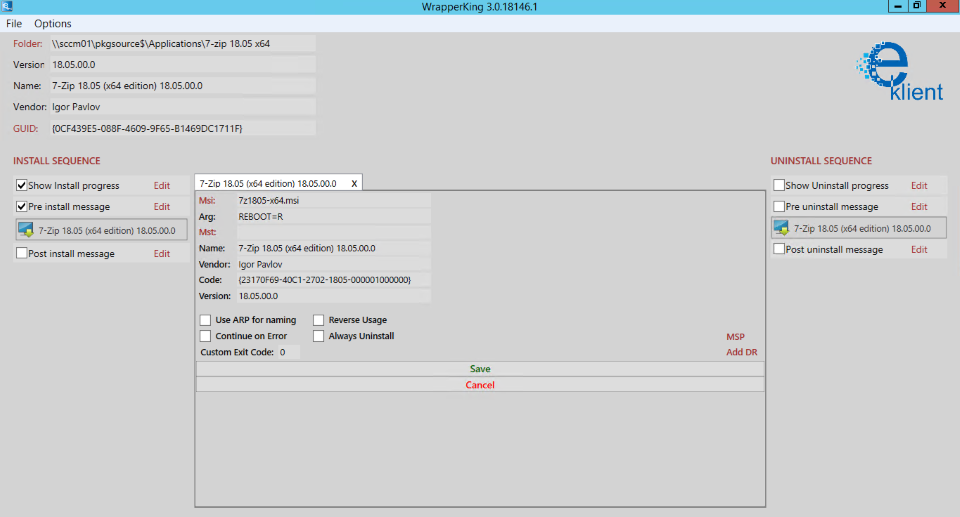 WrapperKing 3.0.18146.1
File Options
Folder: \\sccm01\pkgsource$\Applications\7-zip 18.05 x64
Version 18.05.00.0
Name: 7-Zip 18.05 (x64 edition) 18.05.00.0
Vendor: Igor Pavlov
GUID: {0CF439E5-088F-4609-9F65-B1469DC1711F}
e klient
INSTALL SEQUENCE
Show Install progress Edit
Pre install message Edit
7-Zip 18.05 (x64 edition) 18.05.00.0
Post install message Edit
7-Zip 18.05 (x64 edition) 18.05.00.0 X
Msi: 7z1805-x64.msi
Arg: REBOOT=R
Mst:
Name: 7-Zip 18.05 (x64 edition) 18.05.00.0
Vendor: Igor Pavlov
Code: {23170F69-40C1-2702-1805-000001000000}
Version: 18.05.00.0
Use ARP for naming Reverse Usage
Continue on Error Always Uninstall
MSP
Custom Exit Code: 0
Add DR
Save
Cancel
UNINSTALL SEQUENCE
Show Uninstall progress Edit
Pre uninstall message Edit
7-Zip 18.05 (x64 edition) 18.05.00.0
Post uninstall message Edit